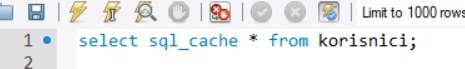 Limit to 1000 rows
1 select sql_cache * from korisnici;
2